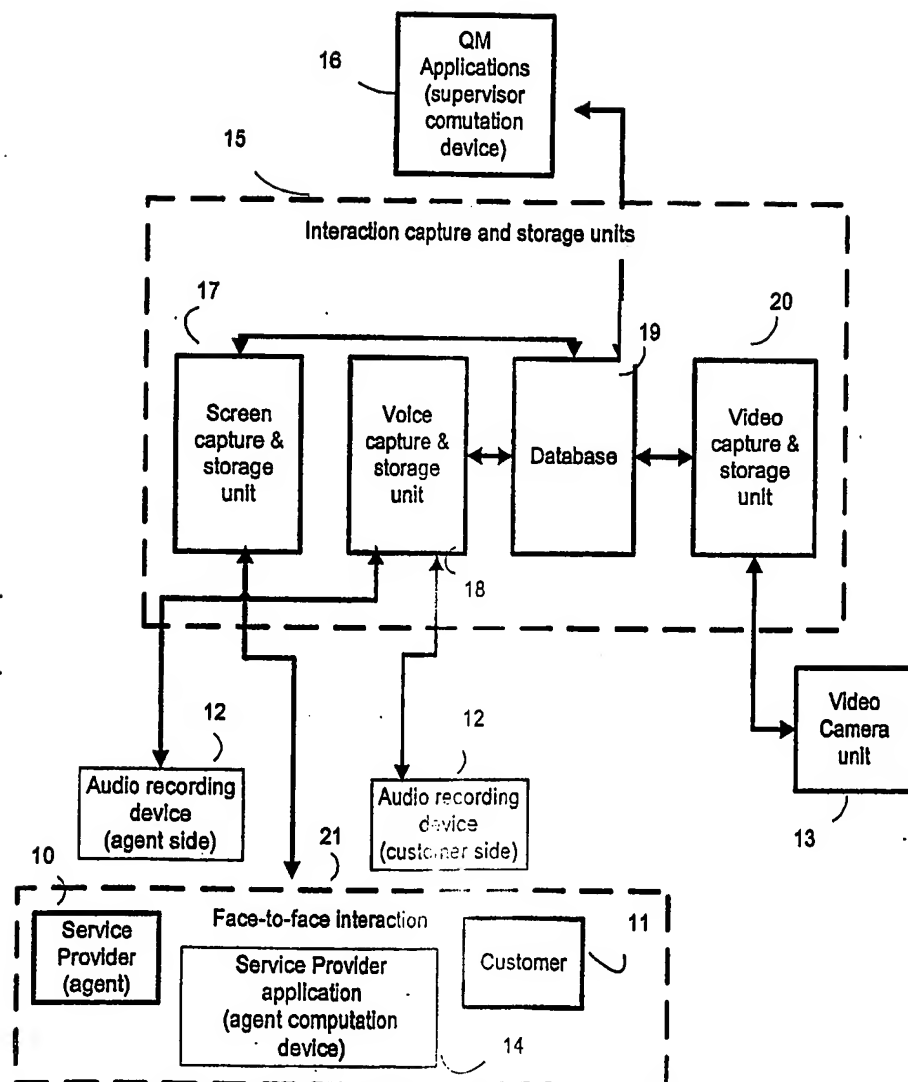 16
QM
Applications
(supervisor
comutation
device)
15
Interaction capture and storage units
17
20
19
Screen
capture &
storage
unit
Voice
capture &
storage
unit
Database
Video
capture &
storage
unit
18
12
Audio recording
device
(agent side)
12
Audio recording
device
(customer side)
Video
Camera
unit
13
10
21
Face-to-face interaction
11
Service
Provider
(agent)
Service Provider
application
(agent computation
device)
Customer
14